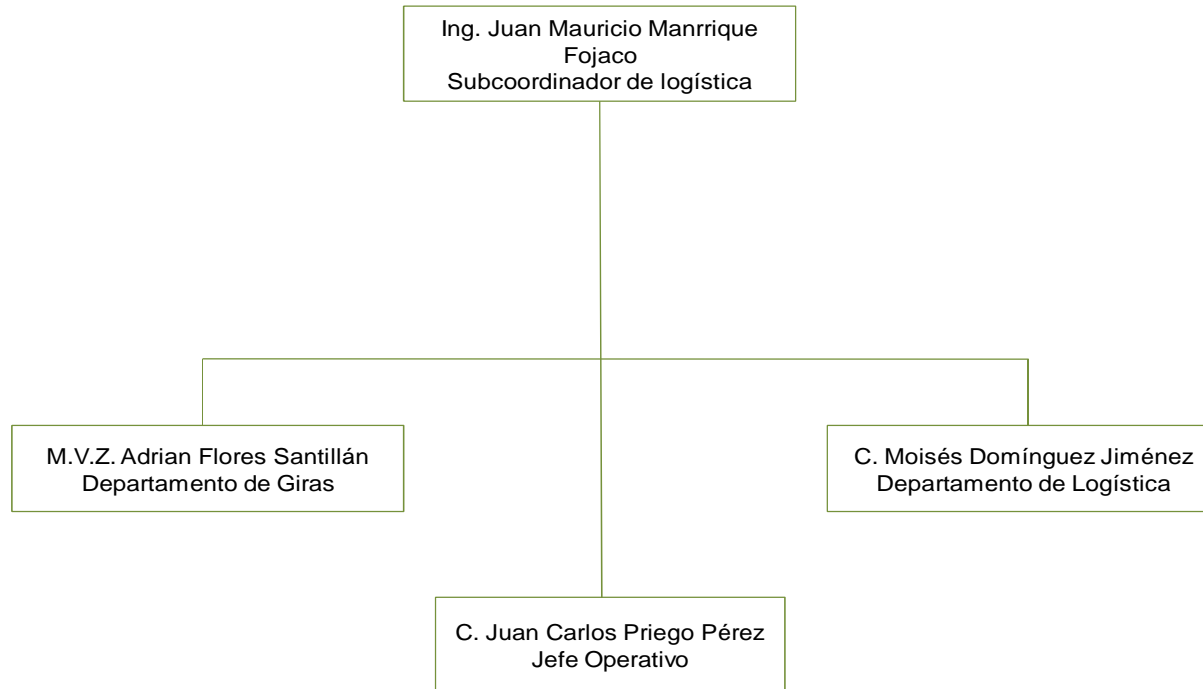 Ing. Juan Mauricio Manrrique
Fojaco
Subcoordinador de logística
M.V.Z. Adrian Flores Santillán
Departamento de Giras
C. Moisés Domínguez Jiménez
Departamento de Logística
C. Juan Carlos Priego Pérez
Jefe Operativo